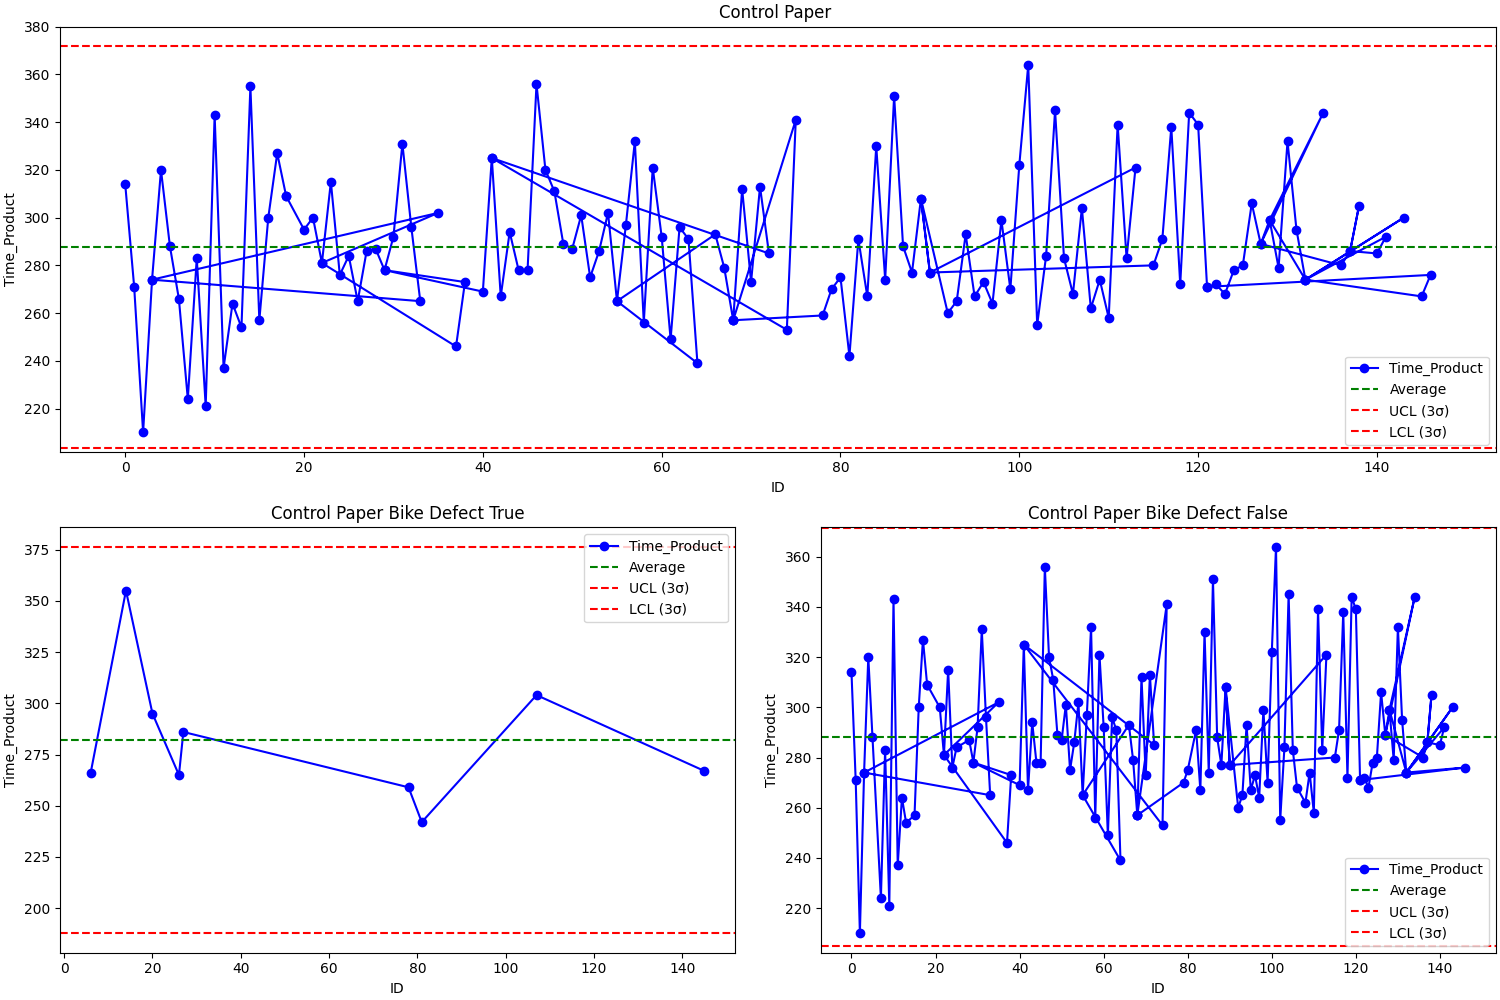 Control Paper
380
360
340
320
300
280
260
240
220
Time_Product
0 20 40 60 80 100 120 140
ID
Time_Product
Average
UCL (3σ)
LCL (3σ)
Control Paper Bike Defect True
375
350
325
300
275
250
225
200
Time_Product
0 20 40 60 80 100 120 140
ID
Time_Product
Average
UCL (3σ)
LCL (3σ)
Control Paper Bike Defect False
360
340
320
300
280
260
240
220
Time_Product
0 20 40 60 80 100 120 140
ID
Time_Product
Average
UCL (3σ)
LCL (3σ)